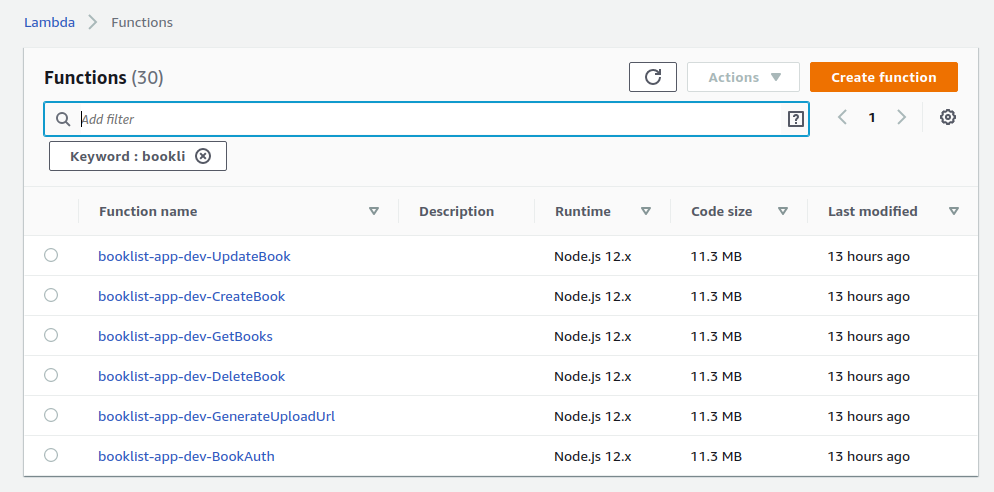 Lambda Functions
Functions (30) Actions Create function
Add filter ? 1
Keyword : bookli
Function name Description Runtime Code size Last modified
booklist-app-dev-UpdateBook Node.js 12.x 11.3 MB 13 hours ago
booklist-app-dev-CreateBook Node.js 12.x 11.3 MB 13 hours ago
booklist-app-dev-GetBooks Node.js 12.x 11.3 MB 13 hours ago
booklist-app-dev-DeleteBook Node.js 12.x 11.3 MB 13 hours ago
booklist-app-dev-GenerateUploadUrl Node.js 12.x 11.3 MB 13 hours ago
booklist-app-dev-BookAuth Node.js 12.x 11.3 MB 13 hours ago